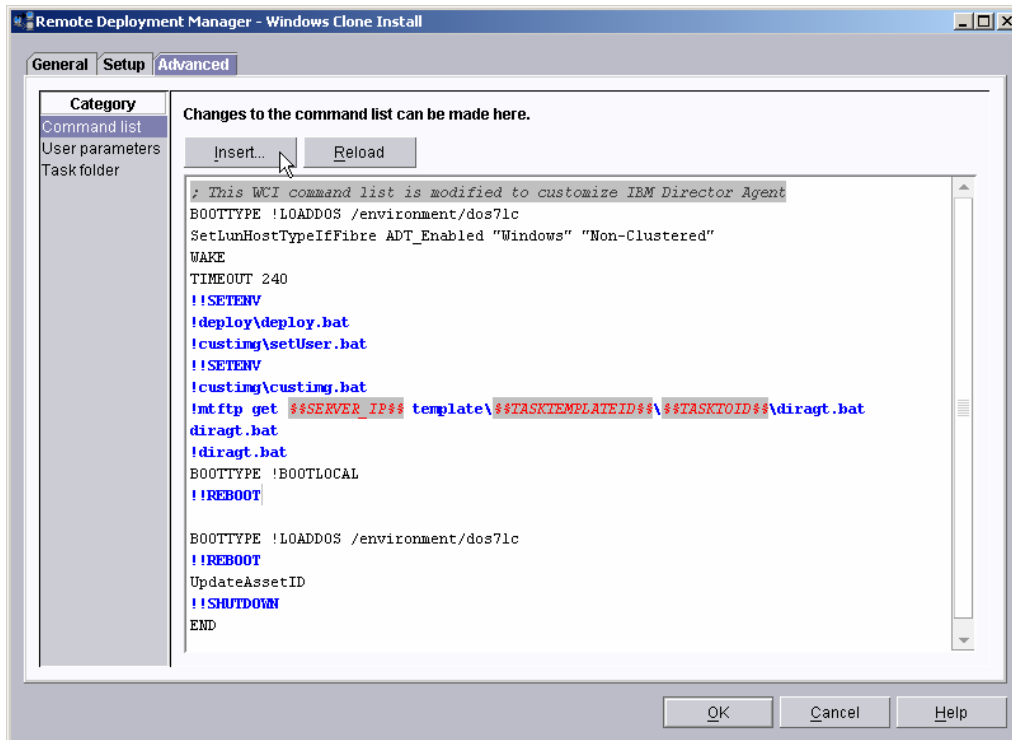 Remote Deployment Manager - Windows Clone Install
General Setup Advanced
Category
Command list
User parameters
Task folder
Changes to the command list can be made here.
Insert... Reload
; This WCI command list is modified to customize IBM Director Agent
BOOTTYPE !LOADDOS /environment/dos71c
SetLunHostTypeIfFibre ADT_Enabled "Windows" "Non-Clustered"
WAKE
TIMEOUT 240
!!SETENV
!deploy\deploy.bat
!custimg\setUser.bat
!!SETENV
!custimg\custimg.bat
!mtftp get %%SERVER_IP%% template\%%TASKTEMPLATEID%%\%%TASKTOID%%\diragt.bat
diragt.bat
!diragt.bat
BOOTTYPE !BOOTLOCAL
!!REBOOT
BOOTTYPE !LOADDOS /environment/dos71c
!!REBOOT
UpdateAssetID
!!SHUTDOWN
END
OK Cancel Help